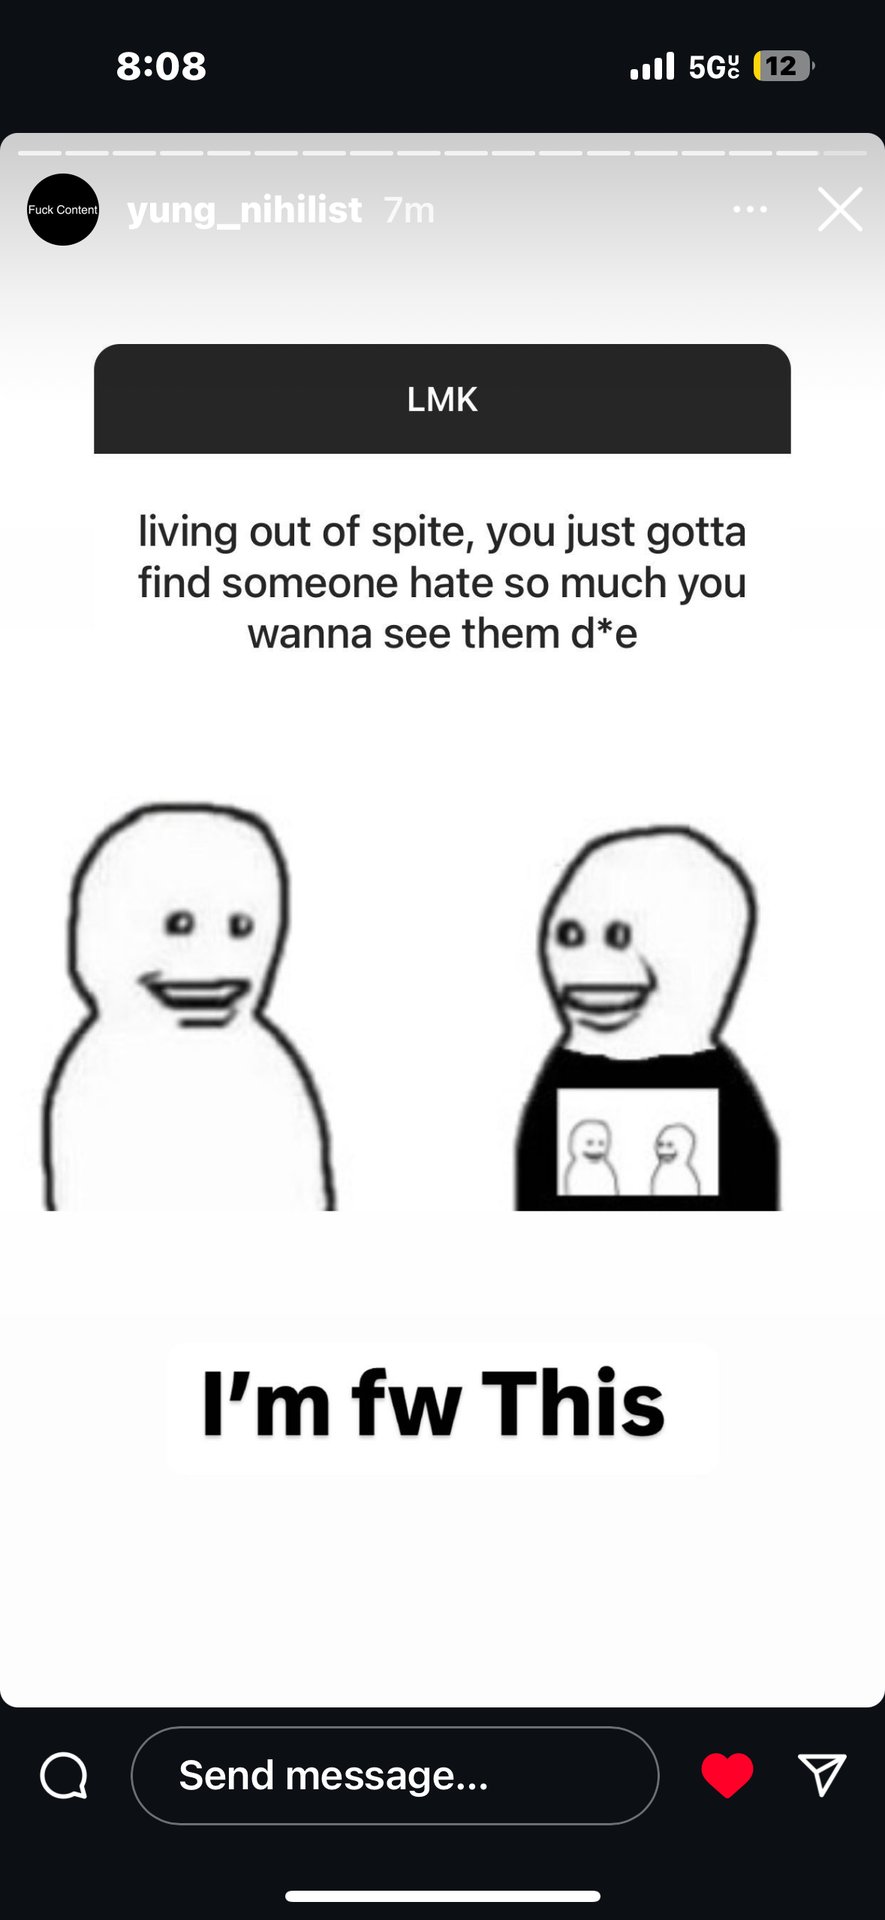 8:08 5GUC 12
Fuck Content yung_nihilist 7m
LMK
living out of spite, you just gotta
find someone hate so much you
wanna see them d*e
I'm fw This
Send message...